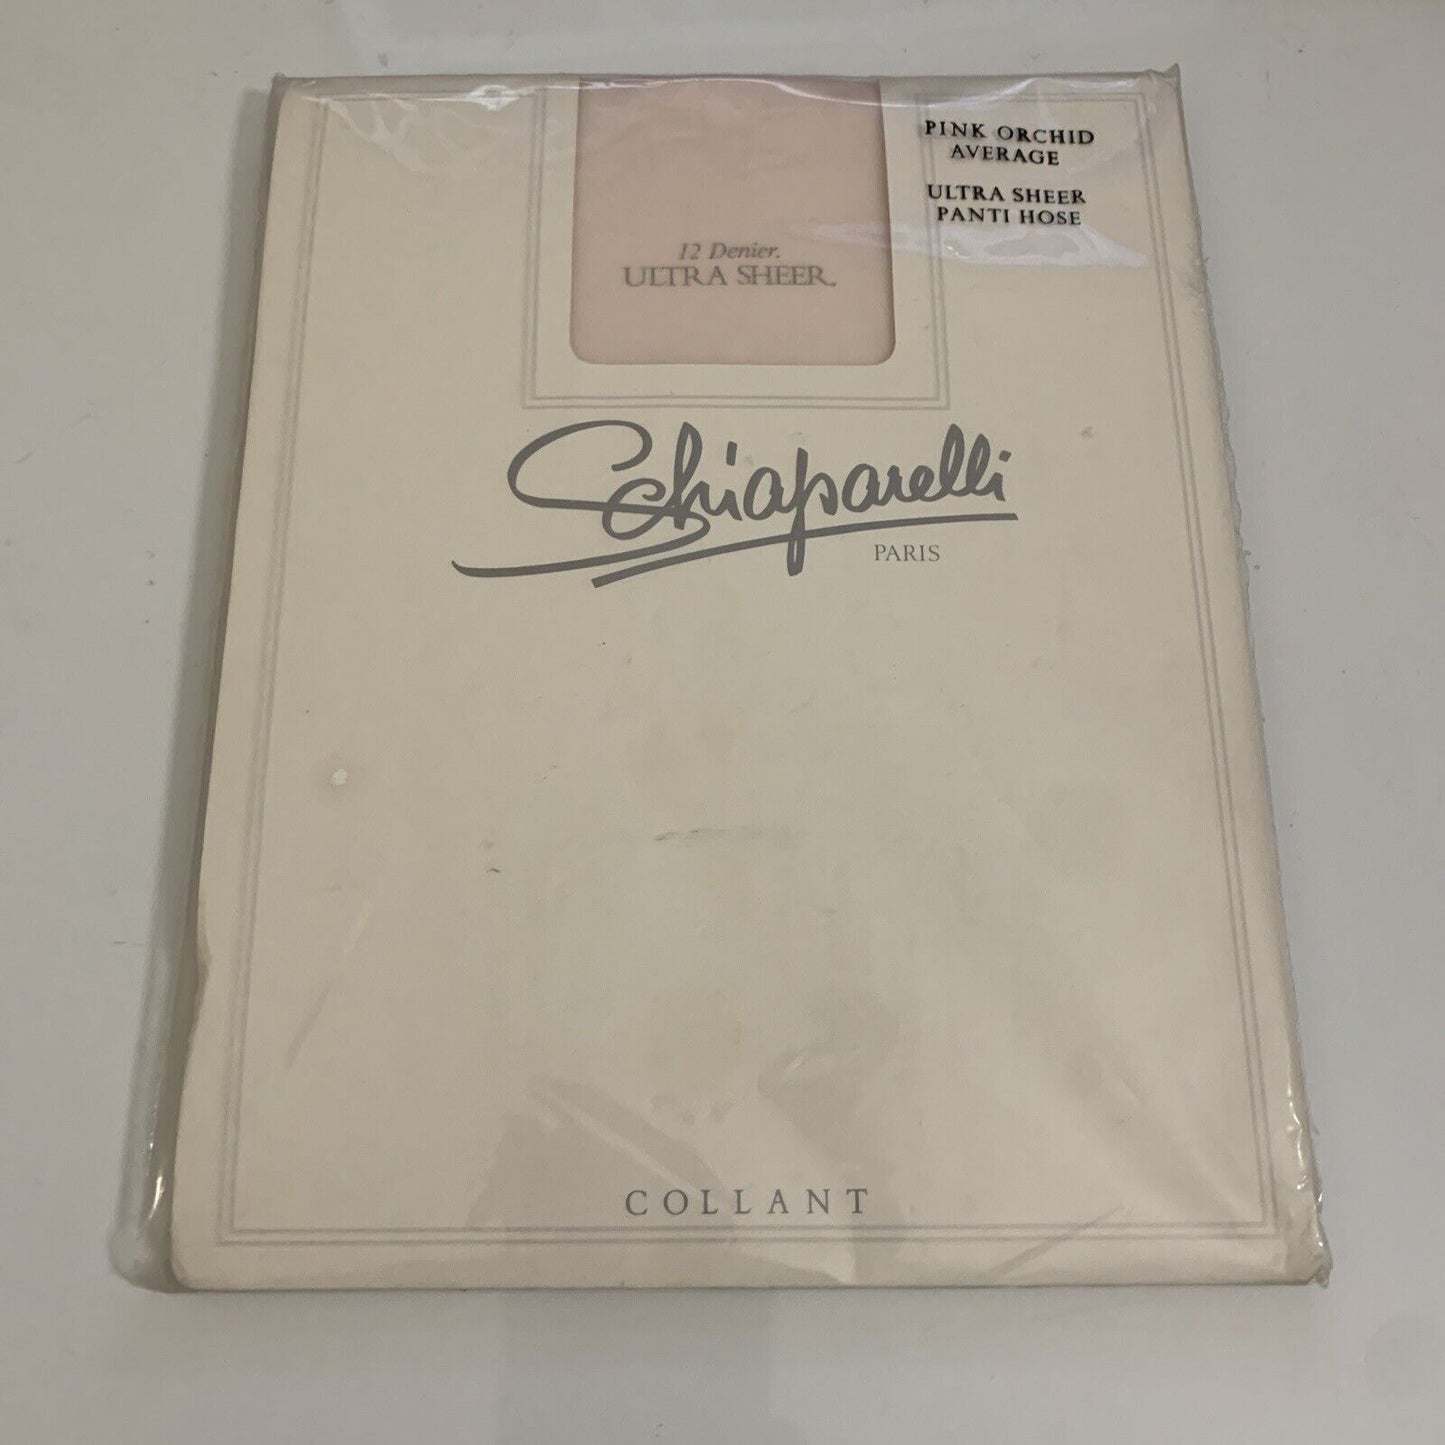 PINK ORCHID
AVERAGE
ULTRA SHEER
PANTI HOSE
12 Denier.
ULTRA SHEER.
Schiaparelli
PARIS
COLLANT